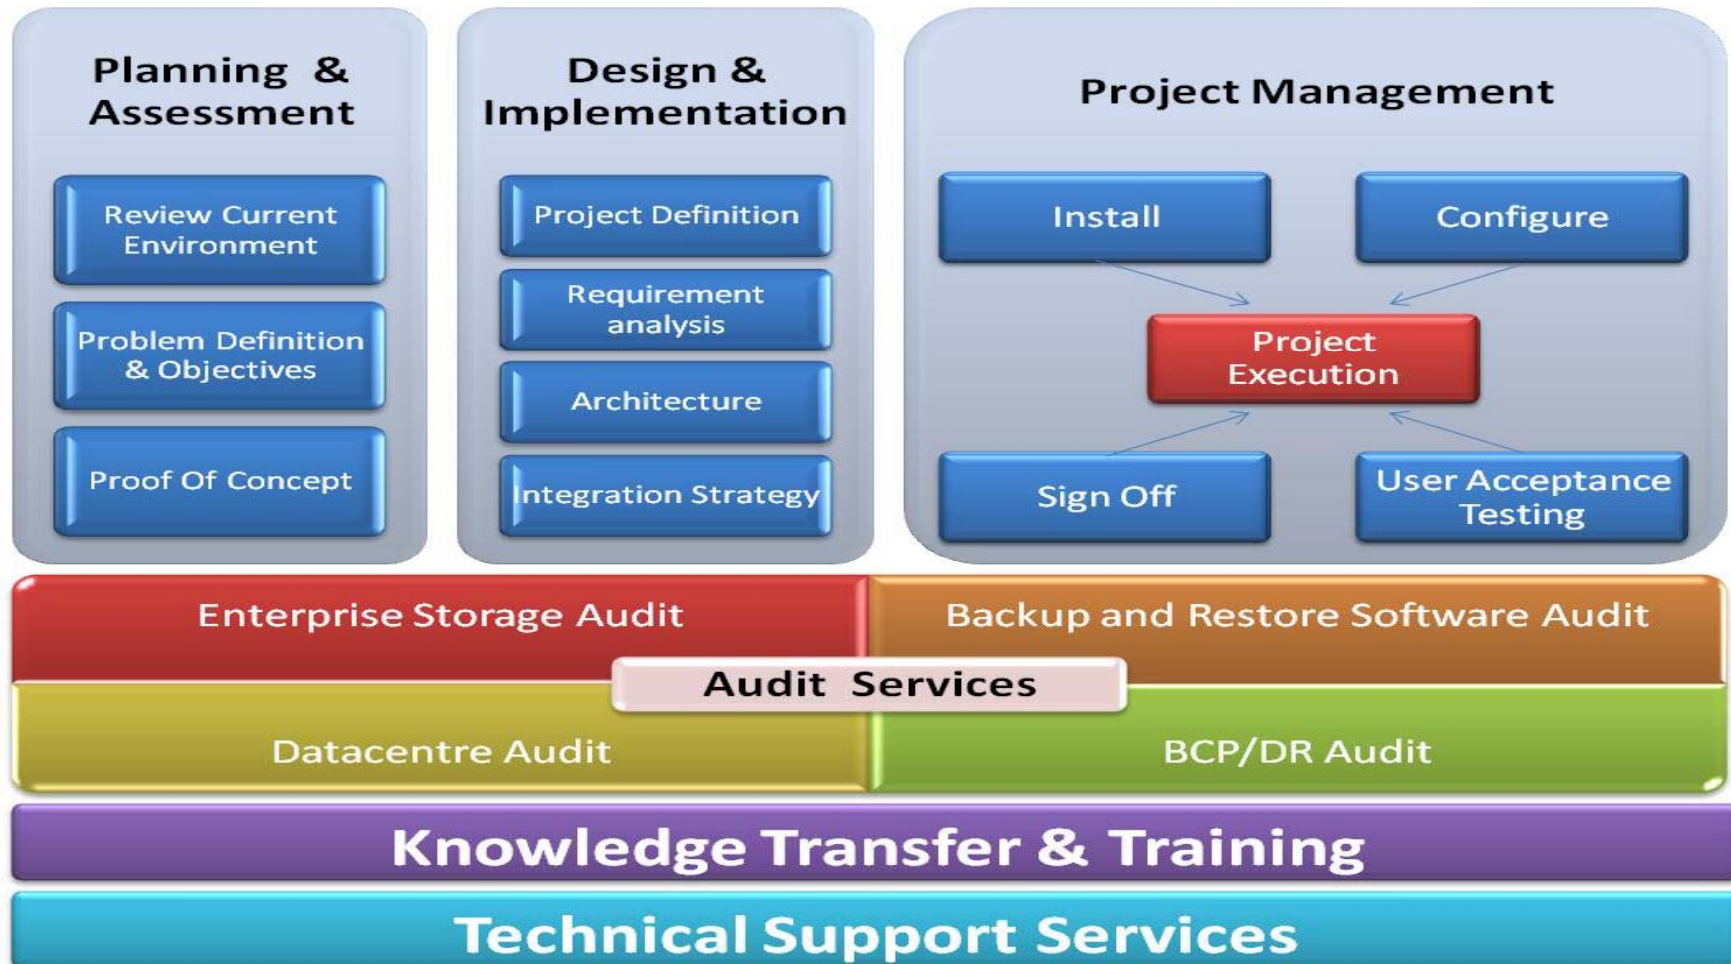 Planning & 
Assessment
Review Current
Environment
Problem Definition
& Objectives
Proof Of Concept
Design &
Implementation
Project Definition
Requirement
analysis
Architecture
Integration Strategy
Project Management
Install
Configure
Project
Execution
Sign Off
User Acceptance
Testing
Enterprise Storage Audit
Backup and Restore Software Audit
Audit Services
Datacentre Audit
BCP/DR Audit
Knowledge Transfer & Training
Technical Support Services